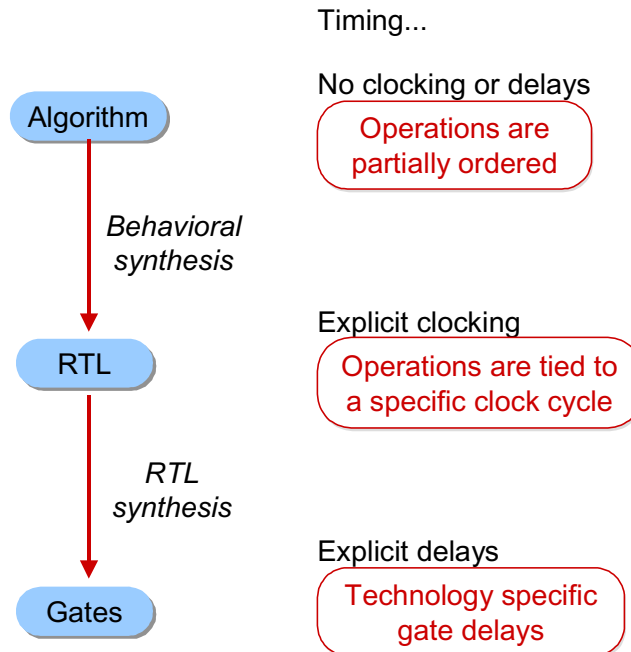 Timing...
No clocking or delays
Algorithm
Operations are
partially ordered
Behavioral
synthesis
Explicit clocking
RTL
Operations are tied to
a specific clock cycle
RTL
synthesis
Explicit delays
Gates
Technology specific
gate delays